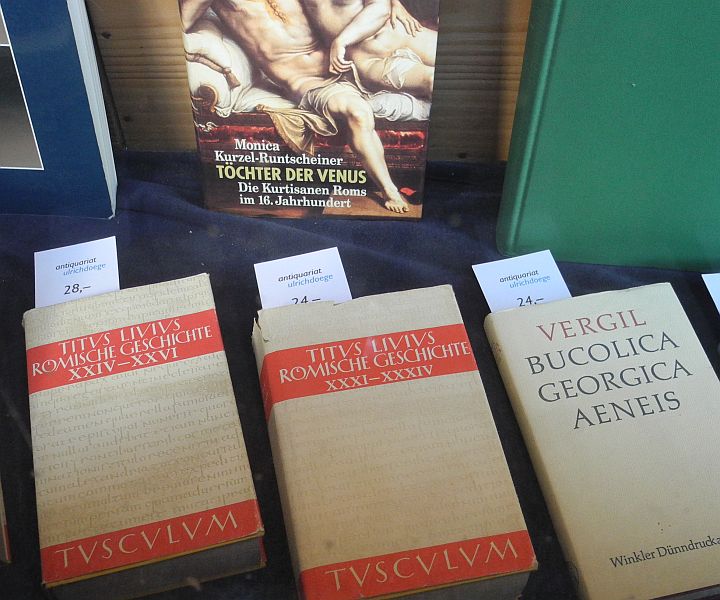 Monica
Kurzel-Runtscheiner
TÖCHTER DER VENUS
Die Kurtisanen Roms
im 16. Jahrhundert
antiquariat
ulrichdoege
28,–
antiquariat
ulrichdoege
24,–
antiquariat
ulrichdoege
24,–
TITVS LIVIVS
RÖMISCHE GESCHICHTE
XXIV–XXVI
TVSCVLVM
TITVS LIVIVS
RÖMISCHE GESCHICHTE
XXXI–XXXIV
TVSCVLVM
VERGIL
BUCOLICA
GEORGICA
AENEIS
Winkler Dünndrucka